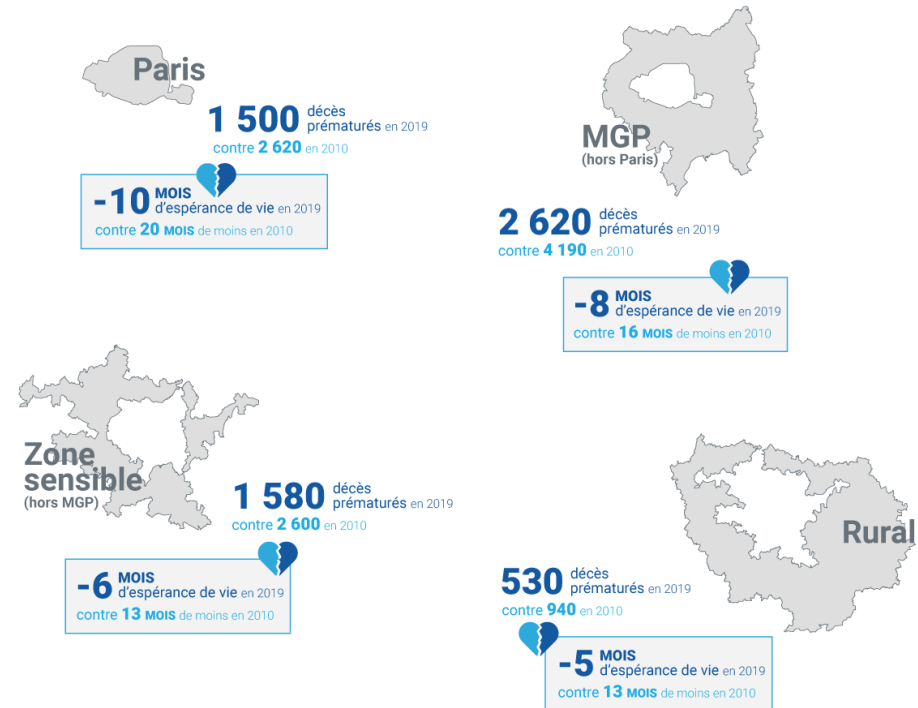 Paris
1 500 décès
prématurés en 2019
contre 2 620 en 2010
-10 MOIS
d'espérance de vie en 2019
contre 20 MOIS de moins en 2010
MGP
(hors Paris)
2 620 décès
prématurés en 2019
contre 4 190 en 2010
-8 MOIS
d'espérance de vie en 2019
contre 16 MOIS de moins en 2010
Zone
sensible
(hors MGP)
1 580 décès
prématurés en 2019
contre 2 600 en 2010
-6 MOIS
d'espérance de vie en 2019
contre 13 MOIS de moins en 2010
Rural
530 décès
prématurés en 2019
contre 940 en 2010
-5 MOIS
d'espérance de vie en 2019
contre 13 MOIS de moins en 2010